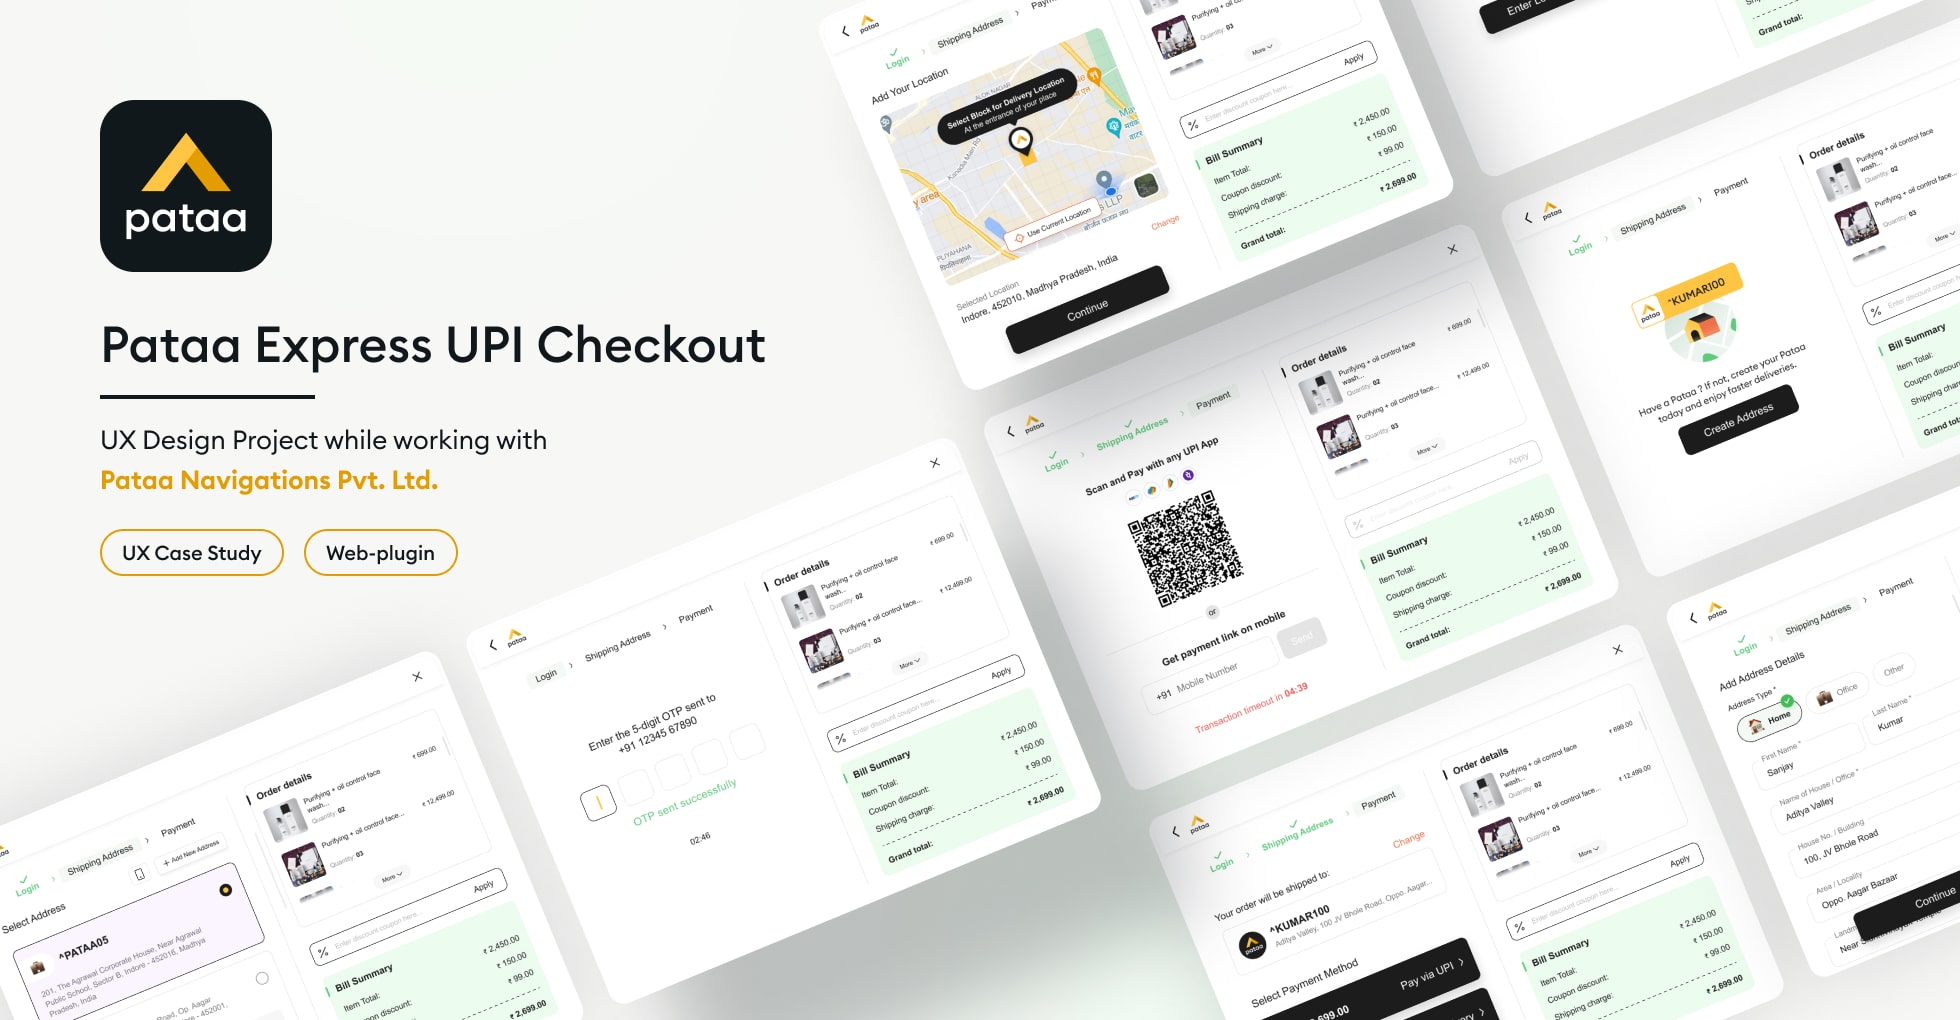 pataa
Pataa Express UPI Checkout
UX Design Project while working with
Pataa Navigations Pvt. Ltd.
UX Case Study
Web-plugin
pataa
Login
Shipping Address
Add Your Location
ALOK NAGAR
Select Block for Delivery Location
At the entrance of your place
Kanadia Main Rd
PLIYAHANA
Use Current Location
Change
Selected Location
Indore, 452010, Madhya Pradesh, India
Continue
Purifying + oil control face...
Quantity: 03
More
Enter discount coupon here...
Apply
Bill Summary
Item Total: ₹ 2,450.00
Coupon discount: ₹ 150.00
Shipping charge: ₹ 99.00
Grand total: ₹ 2,699.00
Grand total:
pataa
Login
Shipping Address
Payment
^KUMAR100
pataa
Have a Pataa ? If not, create your Pataa
today and enjoy faster deliveries.
Create Address
Order details
Purifying + oil control face
wash...
Quantity: 02
Purifying + oil control face...
Quantity: 03
More
Enter discount coupon
Bill Summary
Item Total:
Coupon discount:
Shipping charge:
Grand total:
pataa
Login
Shipping Address
Payment
Scan and Pay with any UPI App
or
Get payment link on mobile
+91 Mobile Number
Send
Transaction timeout in 04:39
Order details
Purifying + oil control face
wash...
₹ 699.00
Quantity: 02
Purifying + oil control face...
₹ 12,499.00
Quantity: 03
More
Enter discount coupon here...
Apply
Bill Summary
Item Total: ₹ 2,450.00
Coupon discount: ₹ 150.00
Shipping charge: ₹ 99.00
Grand total: ₹ 2,699.00
pataa
Login
Shipping Address
Payment
Enter the 5-digit OTP sent to
+91 12345 67890
OTP sent successfully
02:46
Order details
Purifying + oil control face
wash...
₹ 699.00
Quantity: 02
Purifying + oil control face...
₹ 12,499.00
Quantity: 03
More
Enter discount coupon here...
Apply
Bill Summary
Item Total: ₹ 2,450.00
Coupon discount: ₹ 150.00
Shipping charge: ₹ 99.00
Grand total: ₹ 2,699.00
Login
Shipping Address
Payment
Select Address
+ Add New Address
^PATAA05
201, The Agrawal Corporate House, Near Agrawal
Public School, Sector B, Indore - 452016, Madhya
Pradesh, India
Road, Op. Aagar
- 452001,
Order details
Purifying + oil control face
wash...
₹ 699.00
Quantity: 02
Purifying + oil control face...
₹ 12,499.00
Quantity: 03
More
Enter discount coupon here...
Apply
Bill Summary
Item Total: ₹ 2,450.00
Coupon discount: ₹ 150.00
₹ 99.00
₹ 2,699.00
pataa
Login
Shipping Address
Payment
Your order will be shipped to:
Change
^KUMAR100
Aditya Valley, 100 JV Bhole Road, Oppo. Aagar...
pataa
Select Payment Method
Pay via UPI
Order details
Purifying + oil control face
wash...
₹ 699.00
Quantity: 02
Purifying + oil control face...
₹ 12,499.00
Quantity: 03
More
Enter discount coupon here...
Apply
Bill Summary
Item Total: ₹ 2,450.00
Coupon discount: ₹ 150.00
Shipping charge: ₹ 99.00
Grand total: ₹ 2,699.00
pataa
Login
Shipping Address
Payment
Add Address Details
Address Type *
Home
Office
Other
First Name *
Sanjay
Last Name *
Kumar
Name of House / Office *
Aditya Valley
House No. / Building
100, JV Bhole Road
Area / Locality
Oppo. Aagar Bazaar
Continue
Near